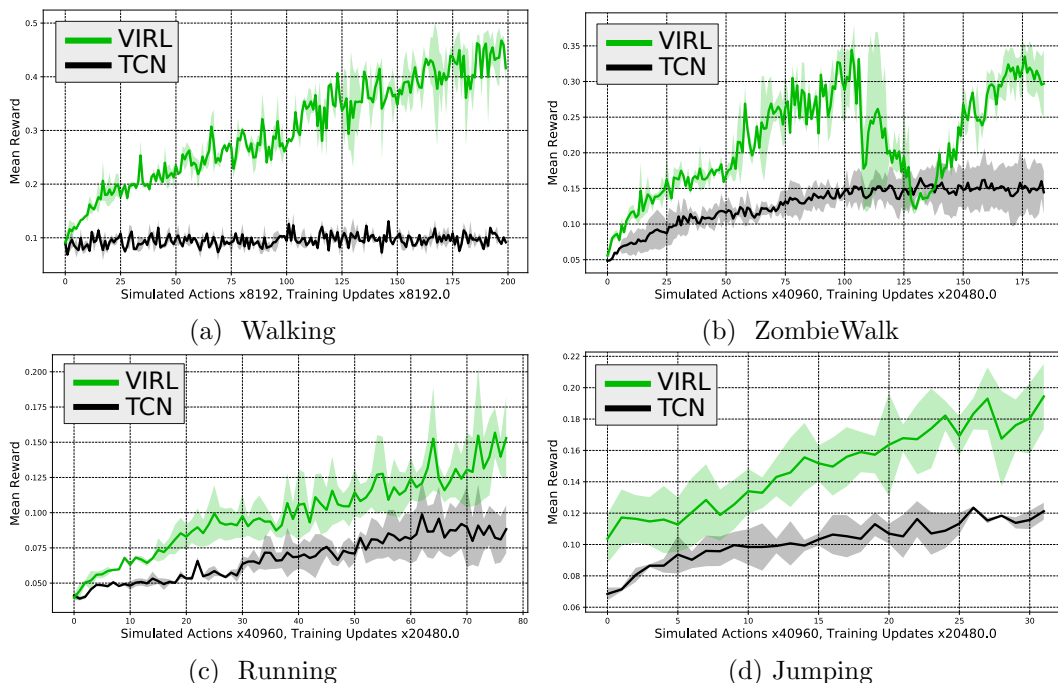 VIRL
TCN
Mean Reward
0.5
0.4
0.3
0.2
0.1
0 25 50 75 100 125 150 175 200
Simulated Actions x8192, Training Updates x8192.0
(a) Walking
VIRL
TCN
Mean Reward
0.35
0.30
0.25
0.20
0.15
0.10
0.05
0 25 50 75 100 125 150 175
Simulated Actions x40960, Training Updates x20480.0
(b) ZombieWalk
VIRL
TCN
Mean Reward
0.200
0.175
0.150
0.125
0.100
0.075
0.050
0 10 20 30 40 50 60 70 80
Simulated Actions x40960, Training Updates x20480.0
(c) Running
VIRL
TCN
Mean Reward
0.22
0.20
0.18
0.16
0.14
0.12
0.10
0.08
0.06
0 5 10 15 20 25 30
Simulated Actions x40960, Training Updates x20480.0
(d) Jumping